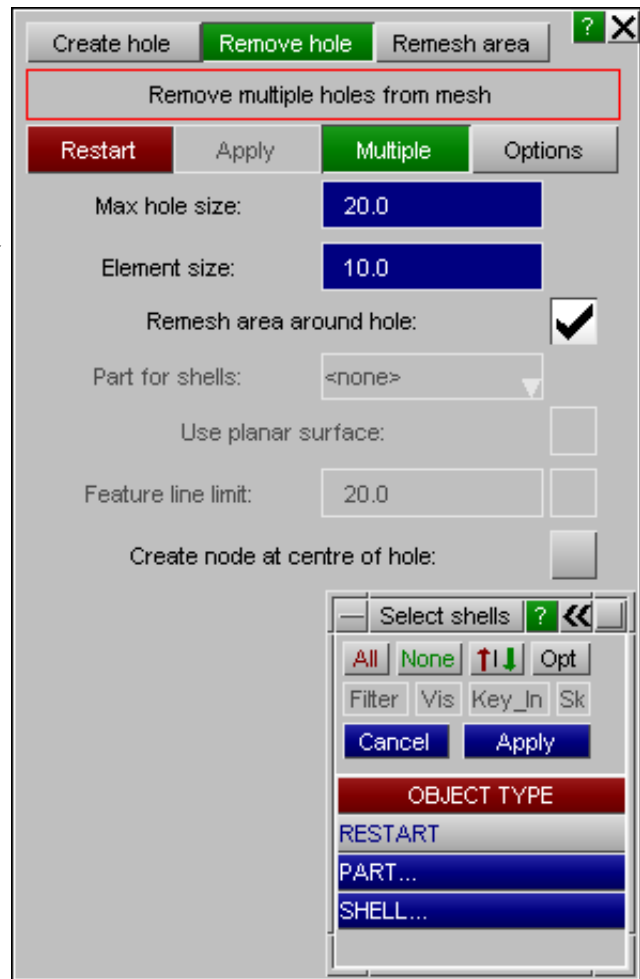 ? X
Create hole Remove hole Remesh area
Remove multiple holes from mesh
Restart Apply Multiple Options
Max hole size: 20.0
Element size: 10.0
Remesh area around hole:
Part for shells: <none>
Use planar surface:
Feature line limit: 20.0
Create node at centre of hole:
Select shells ?
All None Opt
Filter Vis Key_In Sk
Cancel Apply
OBJECT TYPE
RESTART
PART...
SHELL...